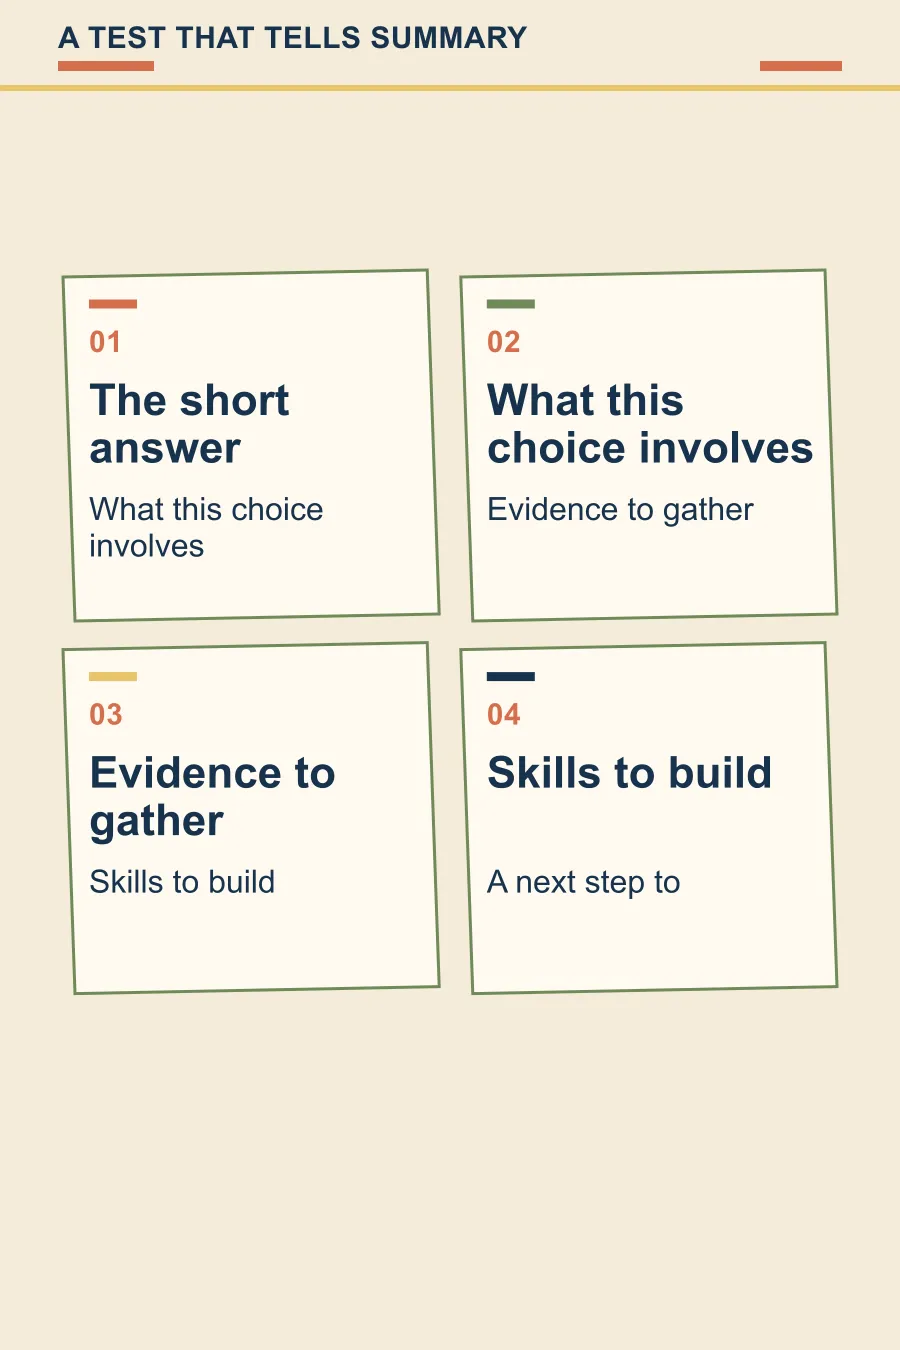 A TEST THAT TELLS SUMMARY
01
The short
answer
What this choice
involves
02
What this
choice involves
Evidence to gather
03
Evidence to
gather
Skills to build
04
Skills to build
A next step to